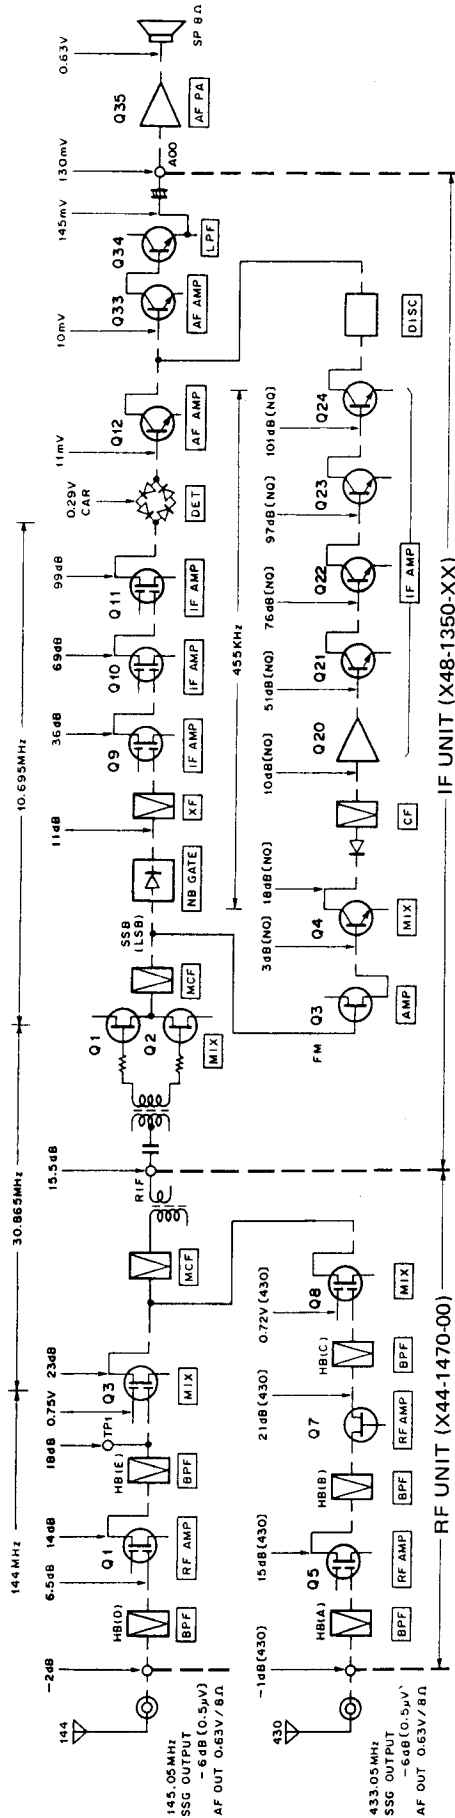 144MHz
30.865MHz
10.695MHz
-2dB
6.5dB
14dB
18dB
0.75V
23dB
15.5dB
11dB
36dB
69dB
99dB
0.29V
CAR
11mV
10mV
145mV
130mV
0.63V
144
HB(D)
Q1
HB(E)
TP1
Q3
RIF
Q1
Q2
SSB
(LSB)
Q9
Q10
Q11
Q12
Q33
Q34
A00
Q35
SP 8Ω
BPF
RF AMP
BPF
MIX
MCF
MIX
MCF
NB GATE
XF
IF AMP
IF AMP
IF AMP
DET
AF AMP
AF AMP
LPF
AF PA
145.05MHz
SSG OUTPUT
-6dB (0.5μV)
AF OUT 0.63V/8Ω
455KHz
-1dB(430)
15dB(430)
21dB(430)
0.72V(430)
3dB(NQ)
18dB(NQ)
10dB(NQ)
51dB(NQ)
76dB(NQ)
97dB(NQ)
101dB(NQ)
430
HB(A)
Q5
HB(B)
Q7
HB(C)
Q8
FM
Q3
Q4
Q20
Q21
Q22
Q23
Q24
BPF
RF AMP
BPF
RF AMP
BPF
MIX
AMP
MIX
CF
IF AMP
DISC
433.05MHz
SSG OUTPUT
-6dB(0.5μV)
AF OUT 0.63V/8Ω
RF UNIT (X44-1470-00)
IF UNIT (X48-1350-XX)